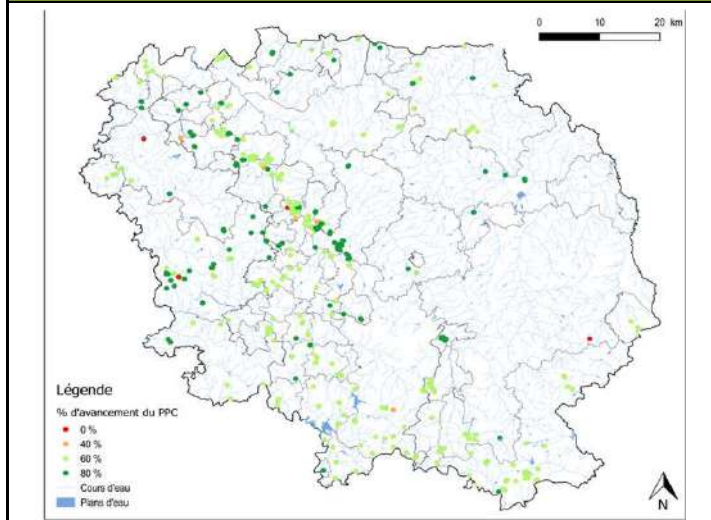 0 10 20 km
Légende
% d'avancement du PPC
0 %
40 %
60 %
80 %
Cours d'eau
Plans d'eau
N